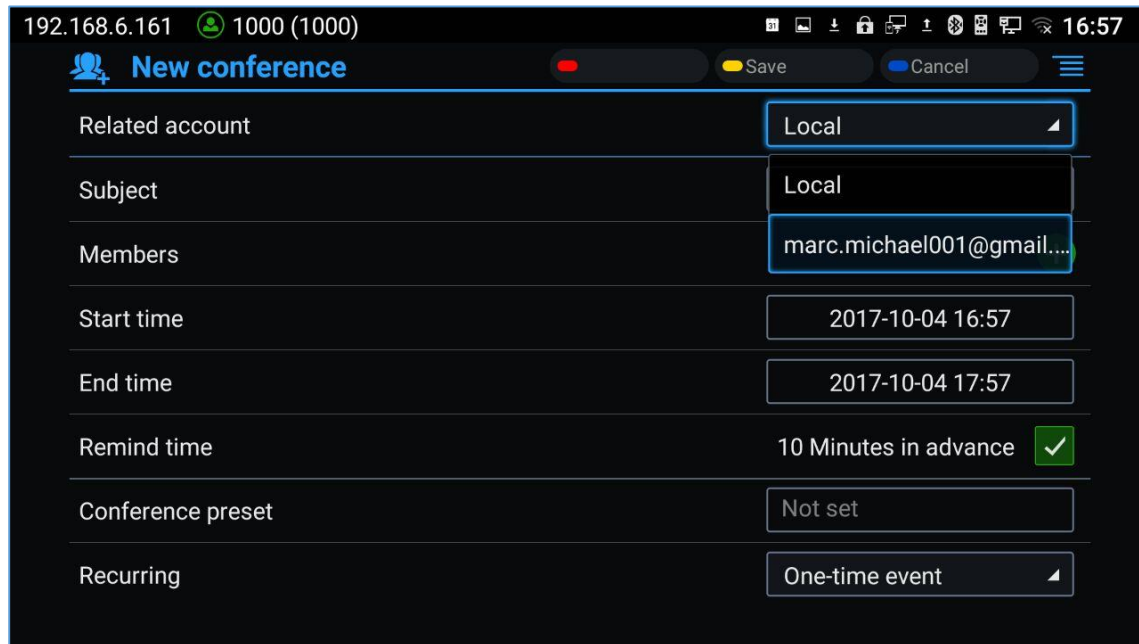 192.168.6.161 1000 (1000) 31 16:57
New conference Save Cancel
Related account Local
Local
Subject
marc.michael001@gmail....
Members
Start time 2017-10-04 16:57
End time 2017-10-04 17:57
Remind time 10 Minutes in advance
Conference preset Not set
Recurring One-time event